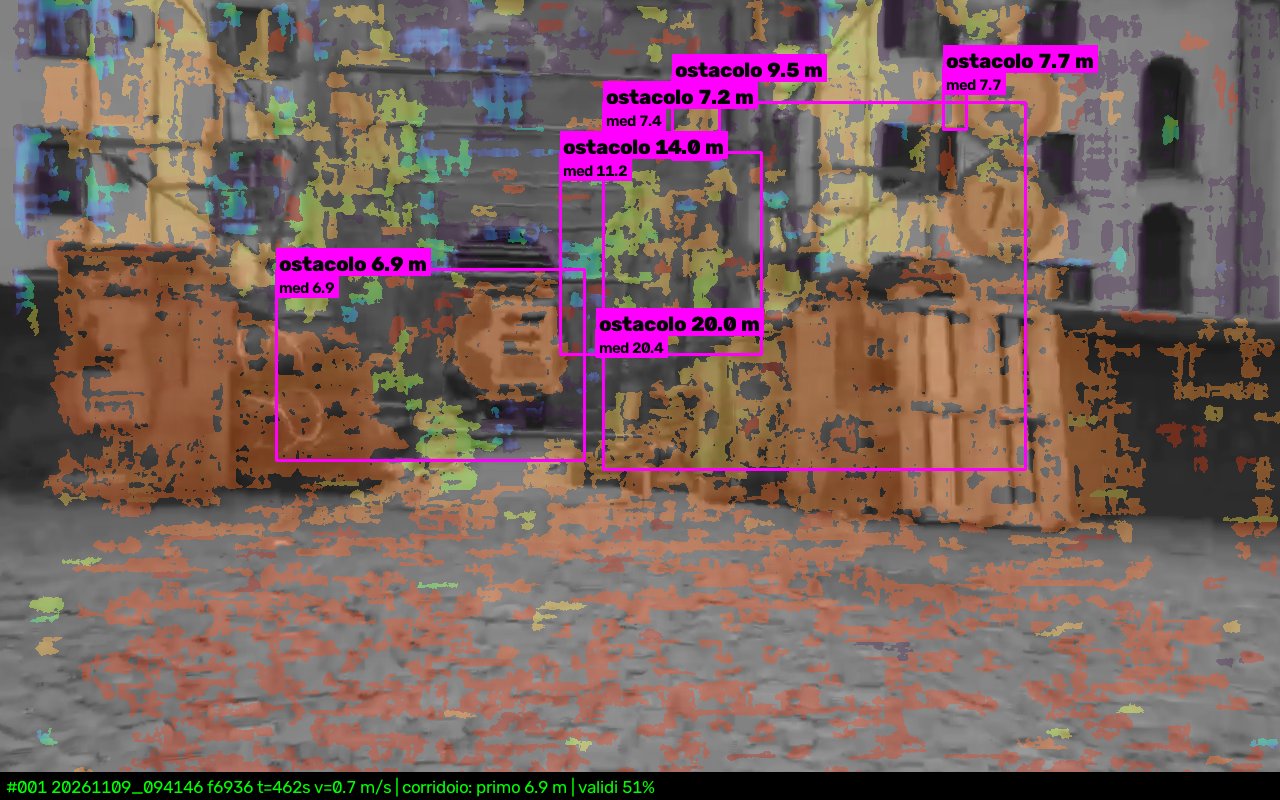 ostacolo 7.7 m
med 7.7
ostacolo 9.5 m
ostacolo 7.2 m
med 7.4
ostacolo 14.0 m
med 11.2
ostacolo 6.9 m
med 6.9
ostacolo 20.0 m
med 20.4
7
#001 20261109_094146 f6936 t=462s v=0.7 m/s | corridoio: primo 6.9 m | validi 51%